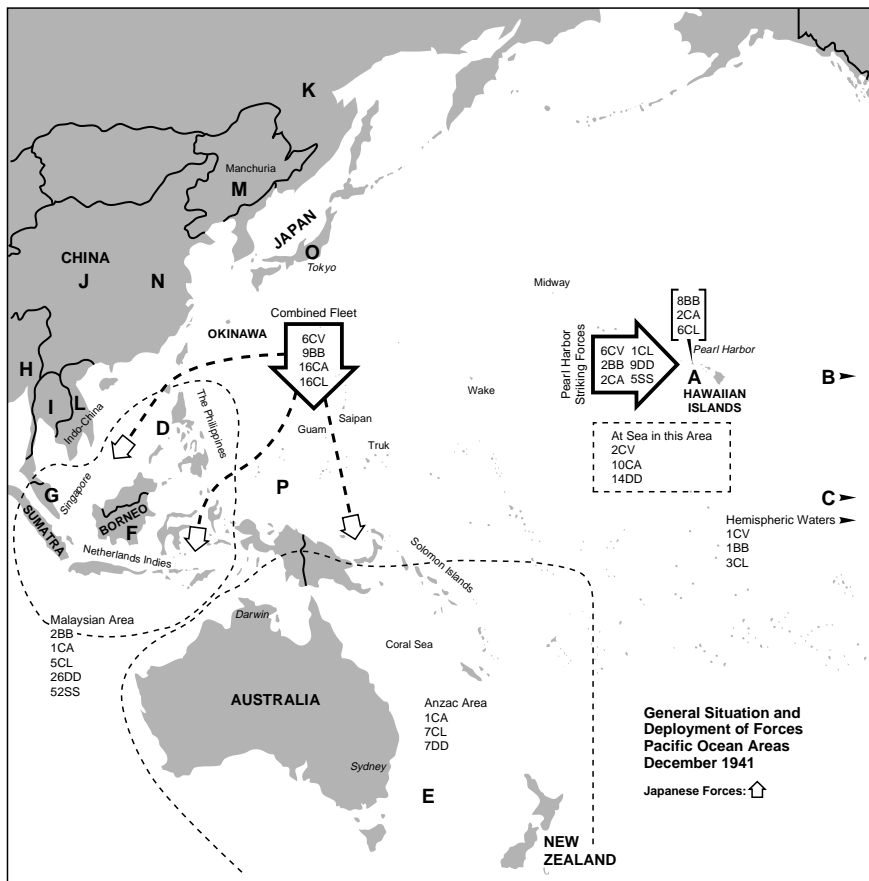 K
Manchuria
M
JAPAN
O
Tokyo
CHINA
J
N
Midway
8BB
2CA
6CL
Pearl Harbor
Combined Fleet
6CV
9BB
16CA
16CL
OKINAWA
Pearl Harbor
Striking Forces
6CV 1CL
2BB 9DD
2CA 5SS
A
HAWAIIAN
ISLANDS
B
H
I
L
Indo-China
D
The Philippines
Wake
Saipan
Guam
Truk
At Sea in this Area
2CV
10CA
14DD
G
Singapore
P
C
SUMATRA
BORNEO
F
Netherlands Indies
Solomon Islands
Hemispheric Waters
1CV
1BB
3CL
Malaysian Area
2BB
1CA
5CL
26DD
52SS
Darwin
Coral Sea
AUSTRALIA
Anzac Area
1CA
7CL
7DD
Sydney
E
General Situation and
Deployment of Forces
Pacific Ocean Areas
December 1941
Japanese Forces:
NEW
ZEALAND